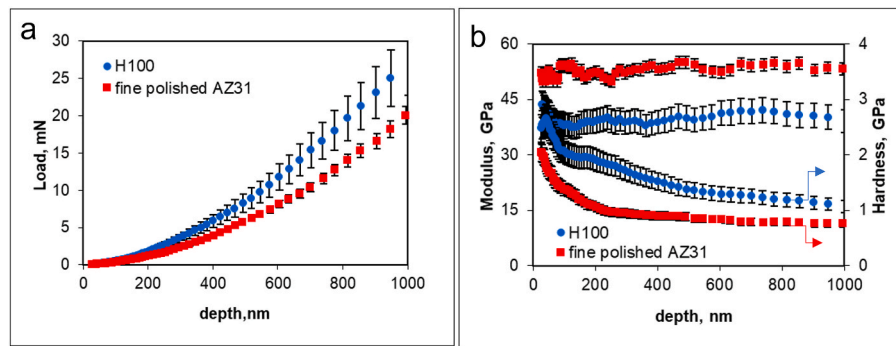 a
30
25
20
15
10
5
0
Load, mN
H100
fine polished AZ31
0 200 400 600 800 1000
depth,nm
b
60
45
30
15
0
Modulus, GPa
4
3
2
1
0
Hardness, GPa
H100
fine polished AZ31
0 200 400 600 800 1000
depth, nm